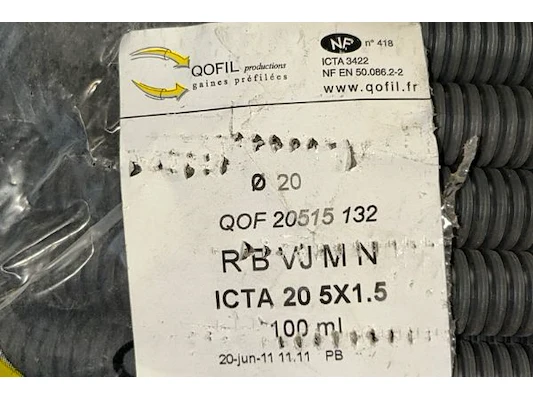 QOFIL productions
gaines préfilées
NF n° 418
ICTA 3422
NF EN 50.086.2-2
www.qofil.fr
Ø 20
QOF 20515 132
R B V/J M N
ICTA 20 5X1.5
100 ml
20-jun-11 11.11 PB